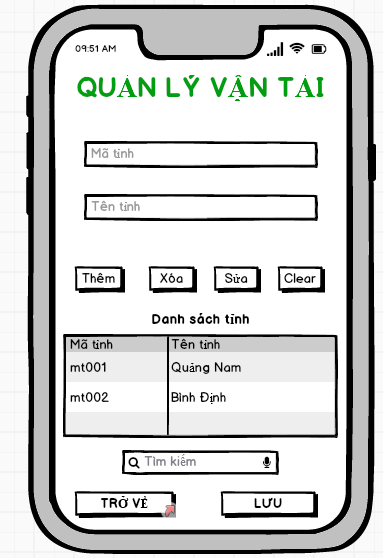 09:51 AM
QUẢN LÝ VẬN TẢI
Mã tỉnh
Tên tỉnh
Thêm Xóa Sửa Clear
Danh sách tỉnh
Mã tỉnh Tên tỉnh
mt001 Quảng Nam
mt002 Bình Định
Tìm kiếm
TRỞ VỀ LƯU